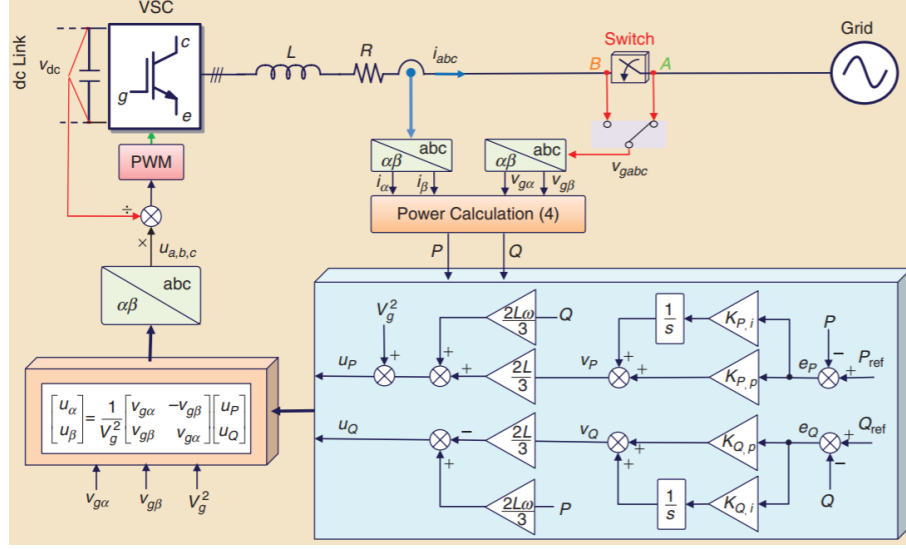 VSC
dc Link
v_dc
c
g
e
L
R
i_abc
Switch
B
A
Grid
PWM
αβ abc
αβ abc
v_gabc
i_α i_β
v_gα v_gβ
Power Calculation (4)
÷
×
u_a,b,c
P Q
αβ abc
V_g^2
+
2Lω/3
Q
1/s
K_P,i
P
−
u_P
+
+
+
2L/3
v_P
+
+
K_P,p
e_P
+
P_ref
[u_α u_β] = 1/V_g^2 [v_gα −v_gβ v_gβ v_gα] [u_P u_Q]
u_Q
−
+
2L/3
v_Q
+
+
K_Q,p
e_Q
+
Q_ref
−
Q
2Lω/3
P
1/s
K_Q,i
v_gα v_gβ V_g^2